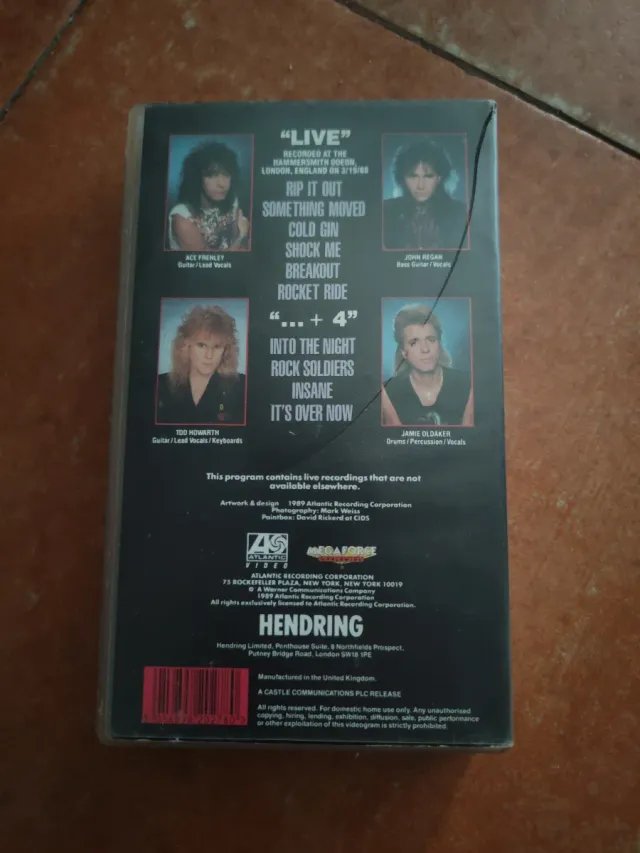 "LIVE"
RECORDED AT THE
HAMMERSMITH ODEON,
LONDON, ENGLAND ON 3/19/88
RIP IT OUT
SOMETHING MOVED
COLD GIN
SHOCK ME
BREAKOUT
ROCKET RIDE
ACE FREHLEY
Guitar/Lead Vocals
JOHN REGAN
Bass Guitar/Vocals
"... + 4"
INTO THE NIGHT
ROCK SOLDIERS
INSANE
IT'S OVER NOW
TOD HOWARTH
Guitar/Lead Vocals/Keyboards
JAMIE OLDAKER
Drums/Percussion/Vocals
This program contains live recordings that are not
available elsewhere.
Artwork & design 1989 Atlantic Recording Corporation
Photography: Mark Weiss
Paintbox: David Rickerd at CIDS
ATLANTIC
VIDEO
MEGAFORCE
ATLANTIC RECORDING CORPORATION
75 ROCKEFELLER PLAZA, NEW YORK, NEW YORK 10019
© A Warner Communications Company
1989 Atlantic Recording Corporation
All rights exclusively licensed to Atlantic Recording Corporation.
HENDRING
Hendring Limited, Penthouse Suite, 8 Northfields Prospect,
Putney Bridge Road, London SW18 1PE
Manufactured in the United Kingdom.
A CASTLE COMMUNICATIONS PLC RELEASE
All rights reserved. For domestic home use only. Any unauthorised
copying, hiring, lending, exhibition, diffusion, sale, public performance
or other exploitation of this videogram is strictly prohibited.